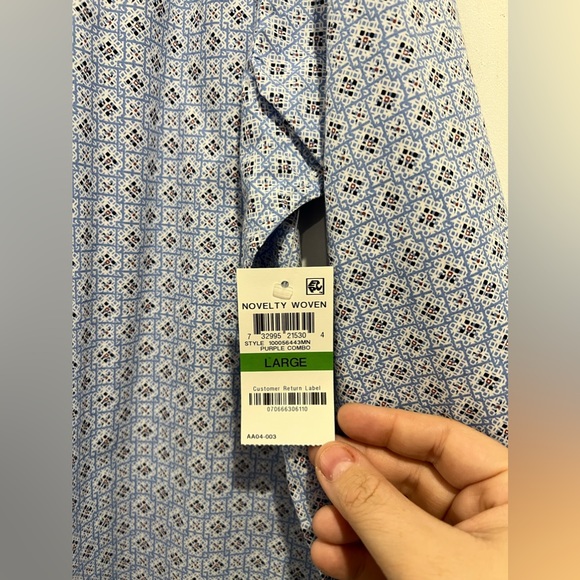 NOVELTY WOVEN
7 32995 21530 4
STYLE 100056443MN
PURPLE COMBO
LARGE
Customer Return Label
070666306110
AA04-003